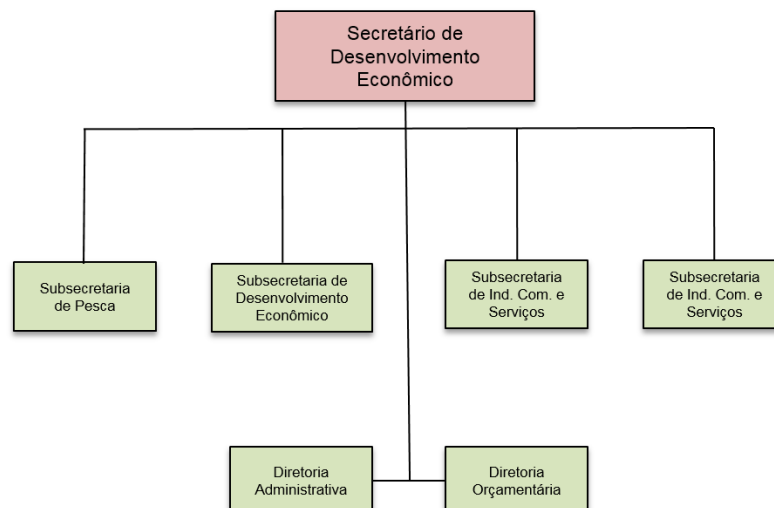 Secretário de
Desenvolvimento
Econômico
Subsecretaria
de Pesca
Subsecretaria de
Desenvolvimento
Econômico
Subsecretaria
de Ind. Com. e
Serviços
Subsecretaria
de Ind. Com. e
Serviços
Diretoria
Administrativa
Diretoria
Orçamentária